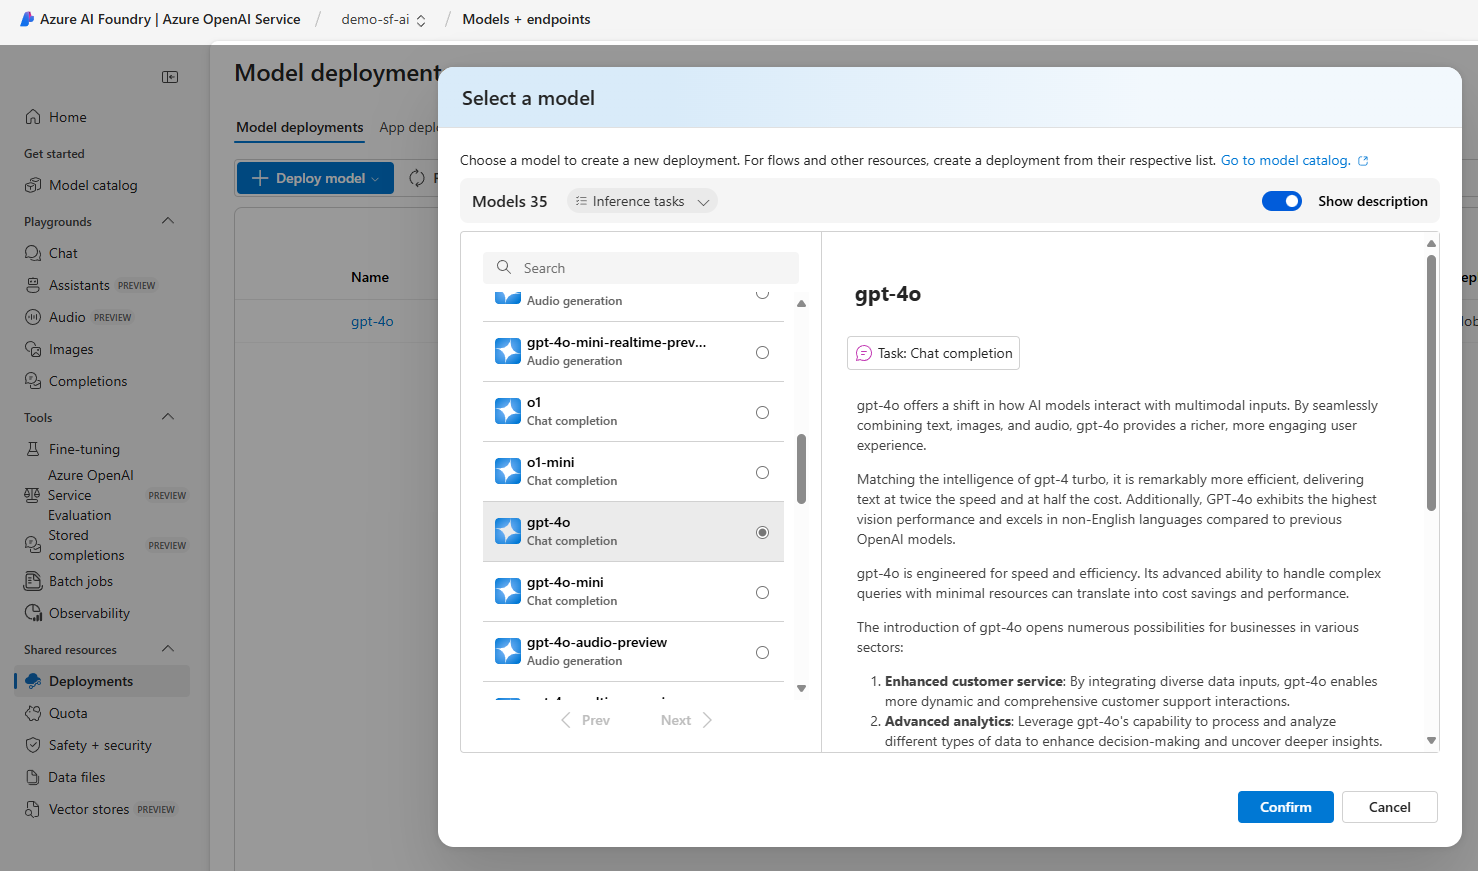 Azure AI Foundry | Azure OpenAI Service / demo-sf-ai / Models + endpoints
Home
Get started
Model catalog
Playgrounds
Chat
Assistants PREVIEW
Audio PREVIEW
Images
Completions
Tools
Fine-tuning
Azure OpenAI
Service
Evaluation
PREVIEW
Stored
completions
PREVIEW
Batch jobs
Observability
Shared resources
Deployments
Quota
Safety + security
Data files
Vector stores PREVIEW
Model deployment
Model deployments App depl
Deploy model
Name
gpt-4o
Select a model
Choose a model to create a new deployment. For flows and other resources, create a deployment from their respective list. Go to model catalog.
Models 35 Inference tasks Show description
Search
Audio generation
gpt-4o-mini-realtime-prev...
Audio generation
o1
Chat completion
o1-mini
Chat completion
gpt-4o
Chat completion
gpt-4o-mini
Chat completion
gpt-4o-audio-preview
Audio generation
Prev Next
gpt-4o
Task: Chat completion
gpt-4o offers a shift in how AI models interact with multimodal inputs. By seamlessly
combining text, images, and audio, gpt-4o provides a richer, more engaging user
experience.
Matching the intelligence of gpt-4 turbo, it is remarkably more efficient, delivering
text at twice the speed and at half the cost. Additionally, GPT-4o exhibits the highest
vision performance and excels in non-English languages compared to previous
OpenAI models.
gpt-4o is engineered for speed and efficiency. Its advanced ability to handle complex
queries with minimal resources can translate into cost savings and performance.
The introduction of gpt-4o opens numerous possibilities for businesses in various
sectors:
1. Enhanced customer service: By integrating diverse data inputs, gpt-4o enables
more dynamic and comprehensive customer support interactions.
2. Advanced analytics: Leverage gpt-4o's capability to process and analyze
different types of data to enhance decision-making and uncover deeper insights.
Confirm Cancel